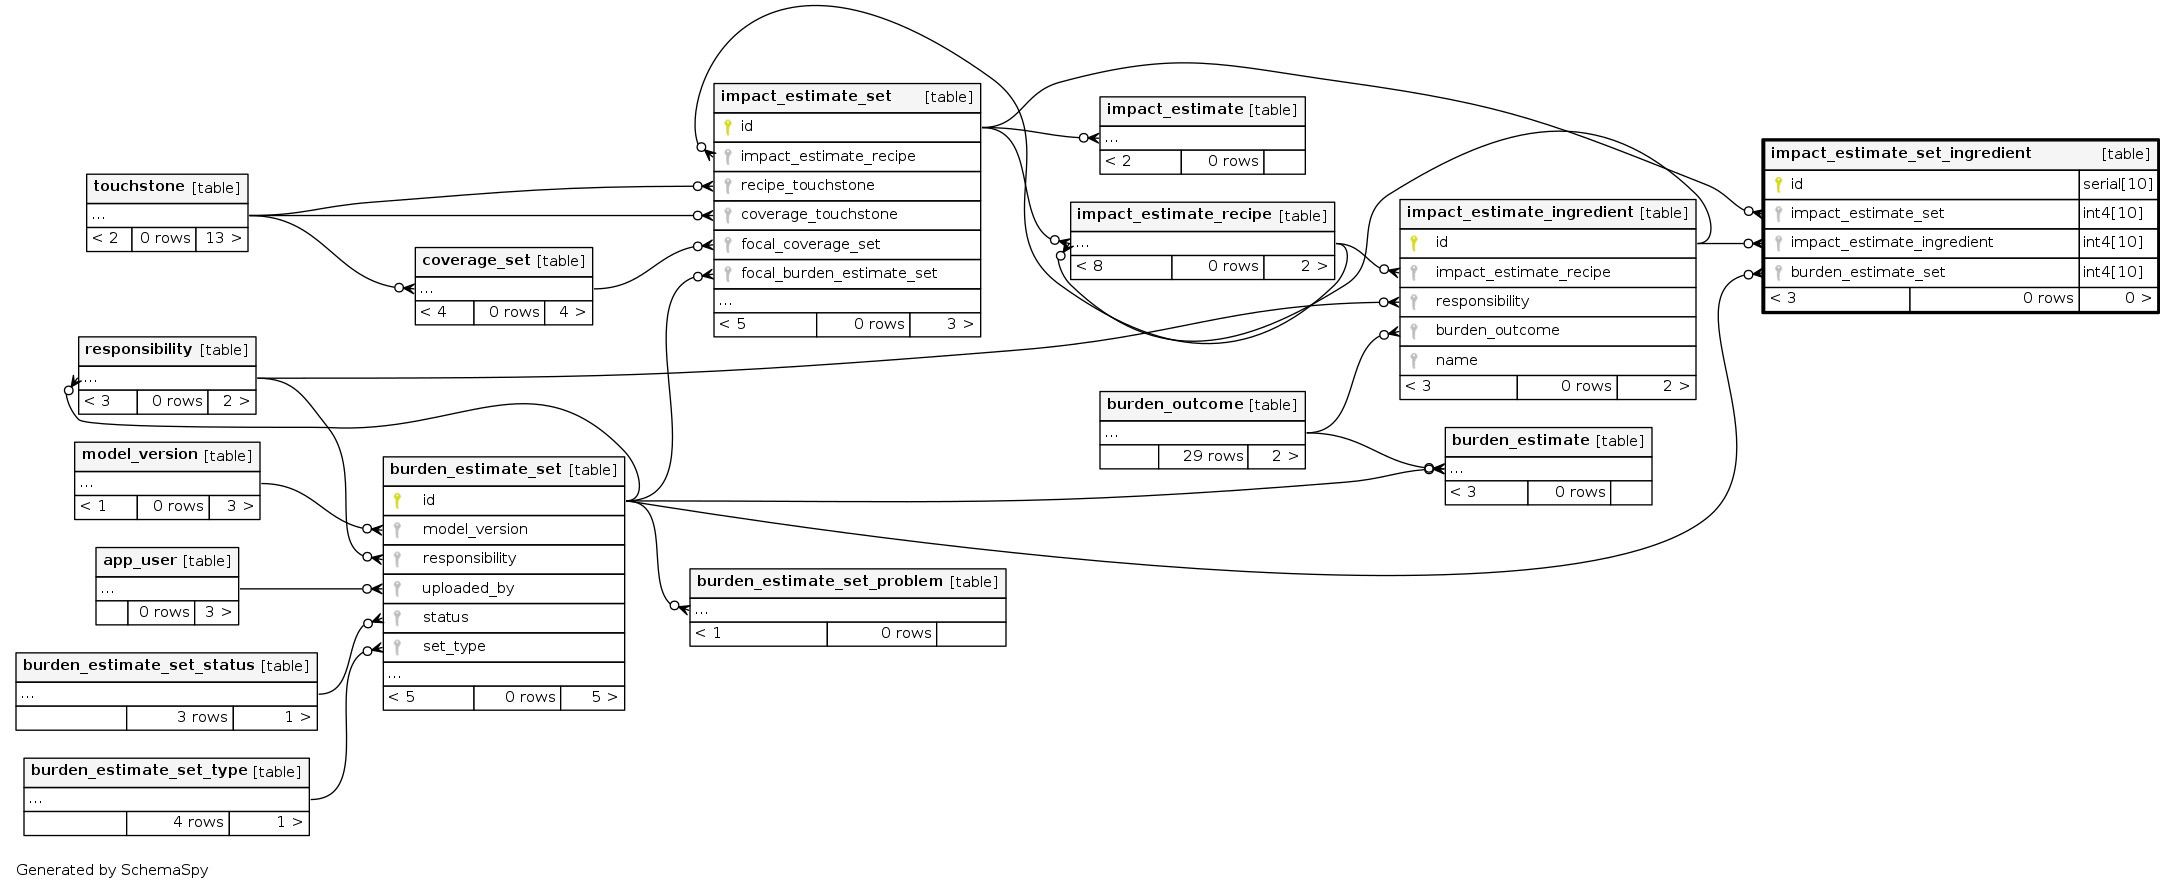 impact_estimate_set [table]
id
impact_estimate_recipe
recipe_touchstone
coverage_touchstone
focal_coverage_set
focal_burden_estimate_set
...
< 5 0 rows 3 >
impact_estimate [table]
...
< 2 0 rows
impact_estimate_set_ingredient [table]
id serial[10]
impact_estimate_set int4[10]
impact_estimate_ingredient int4[10]
burden_estimate_set int4[10]
< 3 0 rows 0 >
touchstone [table]
...
< 2 0 rows 13 >
impact_estimate_recipe [table]
...
< 8 0 rows 2 >
impact_estimate_ingredient [table]
id
impact_estimate_recipe
responsibility
burden_outcome
name
< 3 0 rows 2 >
coverage_set [table]
...
< 4 0 rows 4 >
responsibility [table]
...
< 3 0 rows 2 >
burden_outcome [table]
...
29 rows 2 >
burden_estimate [table]
...
< 3 0 rows
model_version [table]
...
< 1 0 rows 3 >
burden_estimate_set [table]
id
model_version
responsibility
uploaded_by
status
set_type
...
< 5 0 rows 5 >
app_user [table]
...
0 rows 3 >
burden_estimate_set_problem [table]
...
< 1 0 rows
burden_estimate_set_status [table]
...
3 rows 1 >
burden_estimate_set_type [table]
...
4 rows 1 >
Generated by SchemaSpy